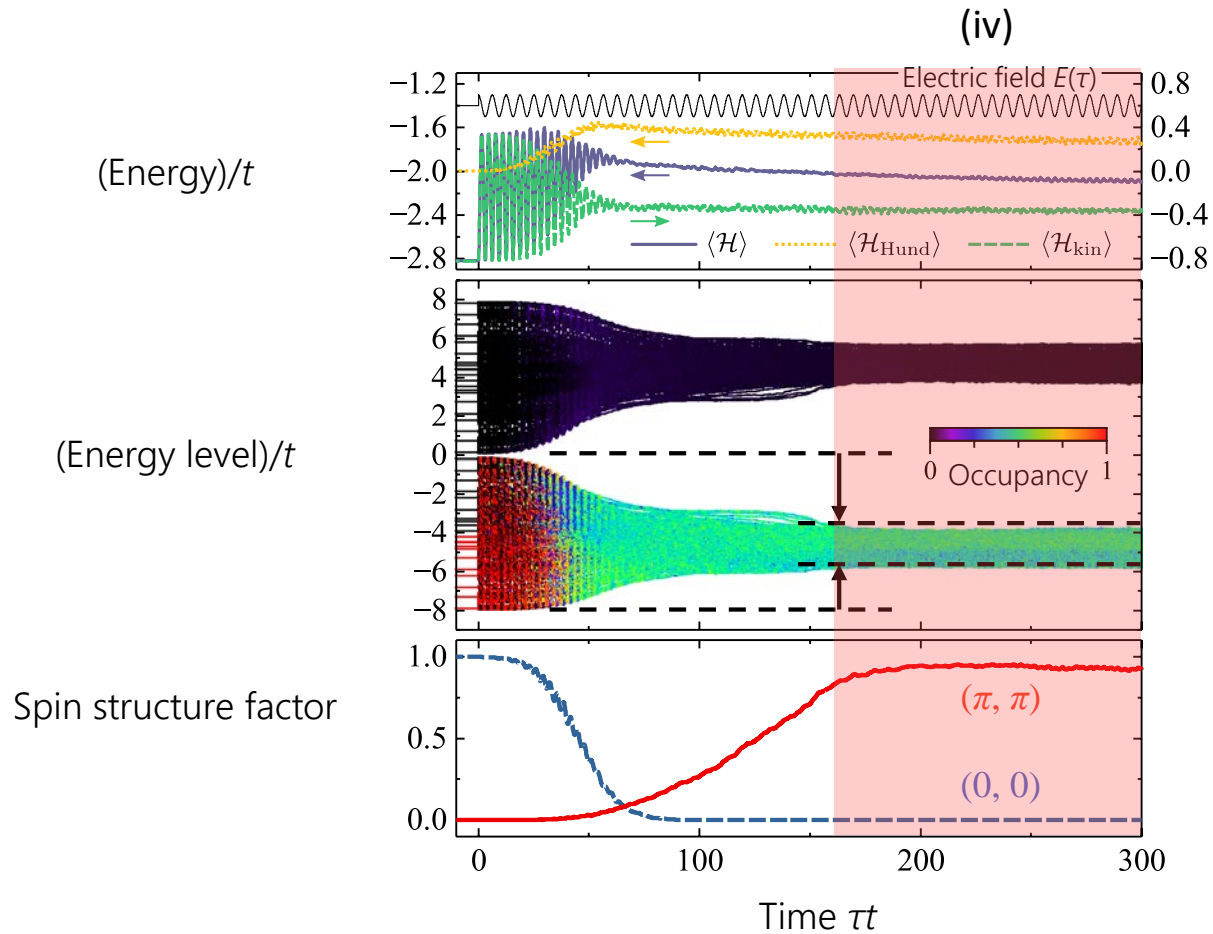 (iv)
Electric field E(τ)
−1.2
−1.6
−2.0
−2.4
−2.8
0.8
0.4
0.0
−0.4
−0.8
(Energy)/t
⟨ℋ⟩ ⟨ℋHund⟩ ⟨ℋkin⟩
8
6
4
2
0
−2
−4
−6
−8
(Energy level)/t
0 Occupancy 1
1.0
0.5
0.0
Spin structure factor
(π, π)
(0, 0)
0 100 200 300
Time τt